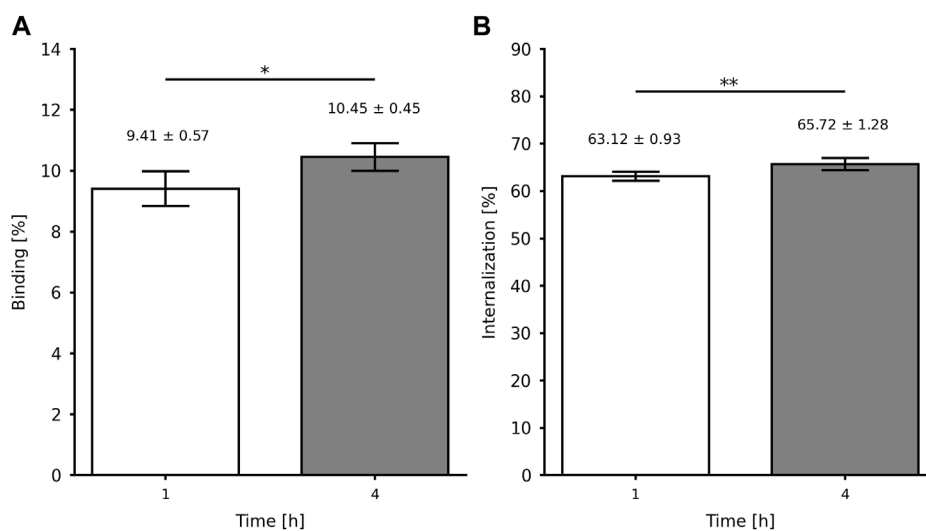 A
14
12
10
8
6
4
2
0
Binding [%]
*
9.41 ± 0.57
10.45 ± 0.45
1
4
Time [h]
B
90
80
70
60
50
40
30
20
10
0
Internalization [%]
**
63.12 ± 0.93
65.72 ± 1.28
1
4
Time [h]